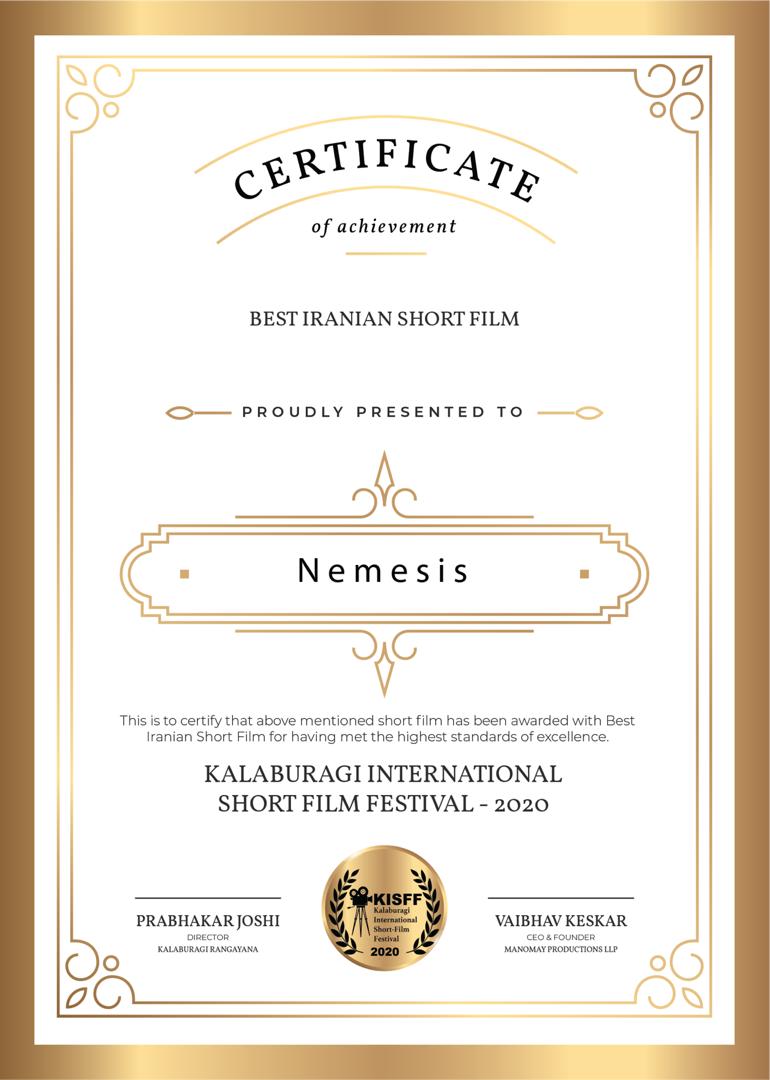 CERTIFICATE
of achievement
BEST IRANIAN SHORT FILM
PROUDLY PRESENTED TO
Nemesis
This is to certify that above mentioned short film has been awarded with Best
Iranian Short Film for having met the highest standards of excellence.
KALABURAGI INTERNATIONAL
SHORT FILM FESTIVAL - 2020
KISFF
Kalaburagi
International
Short-Film
Festival
2020
PRABHAKAR JOSHI
DIRECTOR
KALABURAGI RANGAYANA
VAIBHAV KESKAR
CEO & FOUNDER
MANOMAY PRODUCTIONS LLP